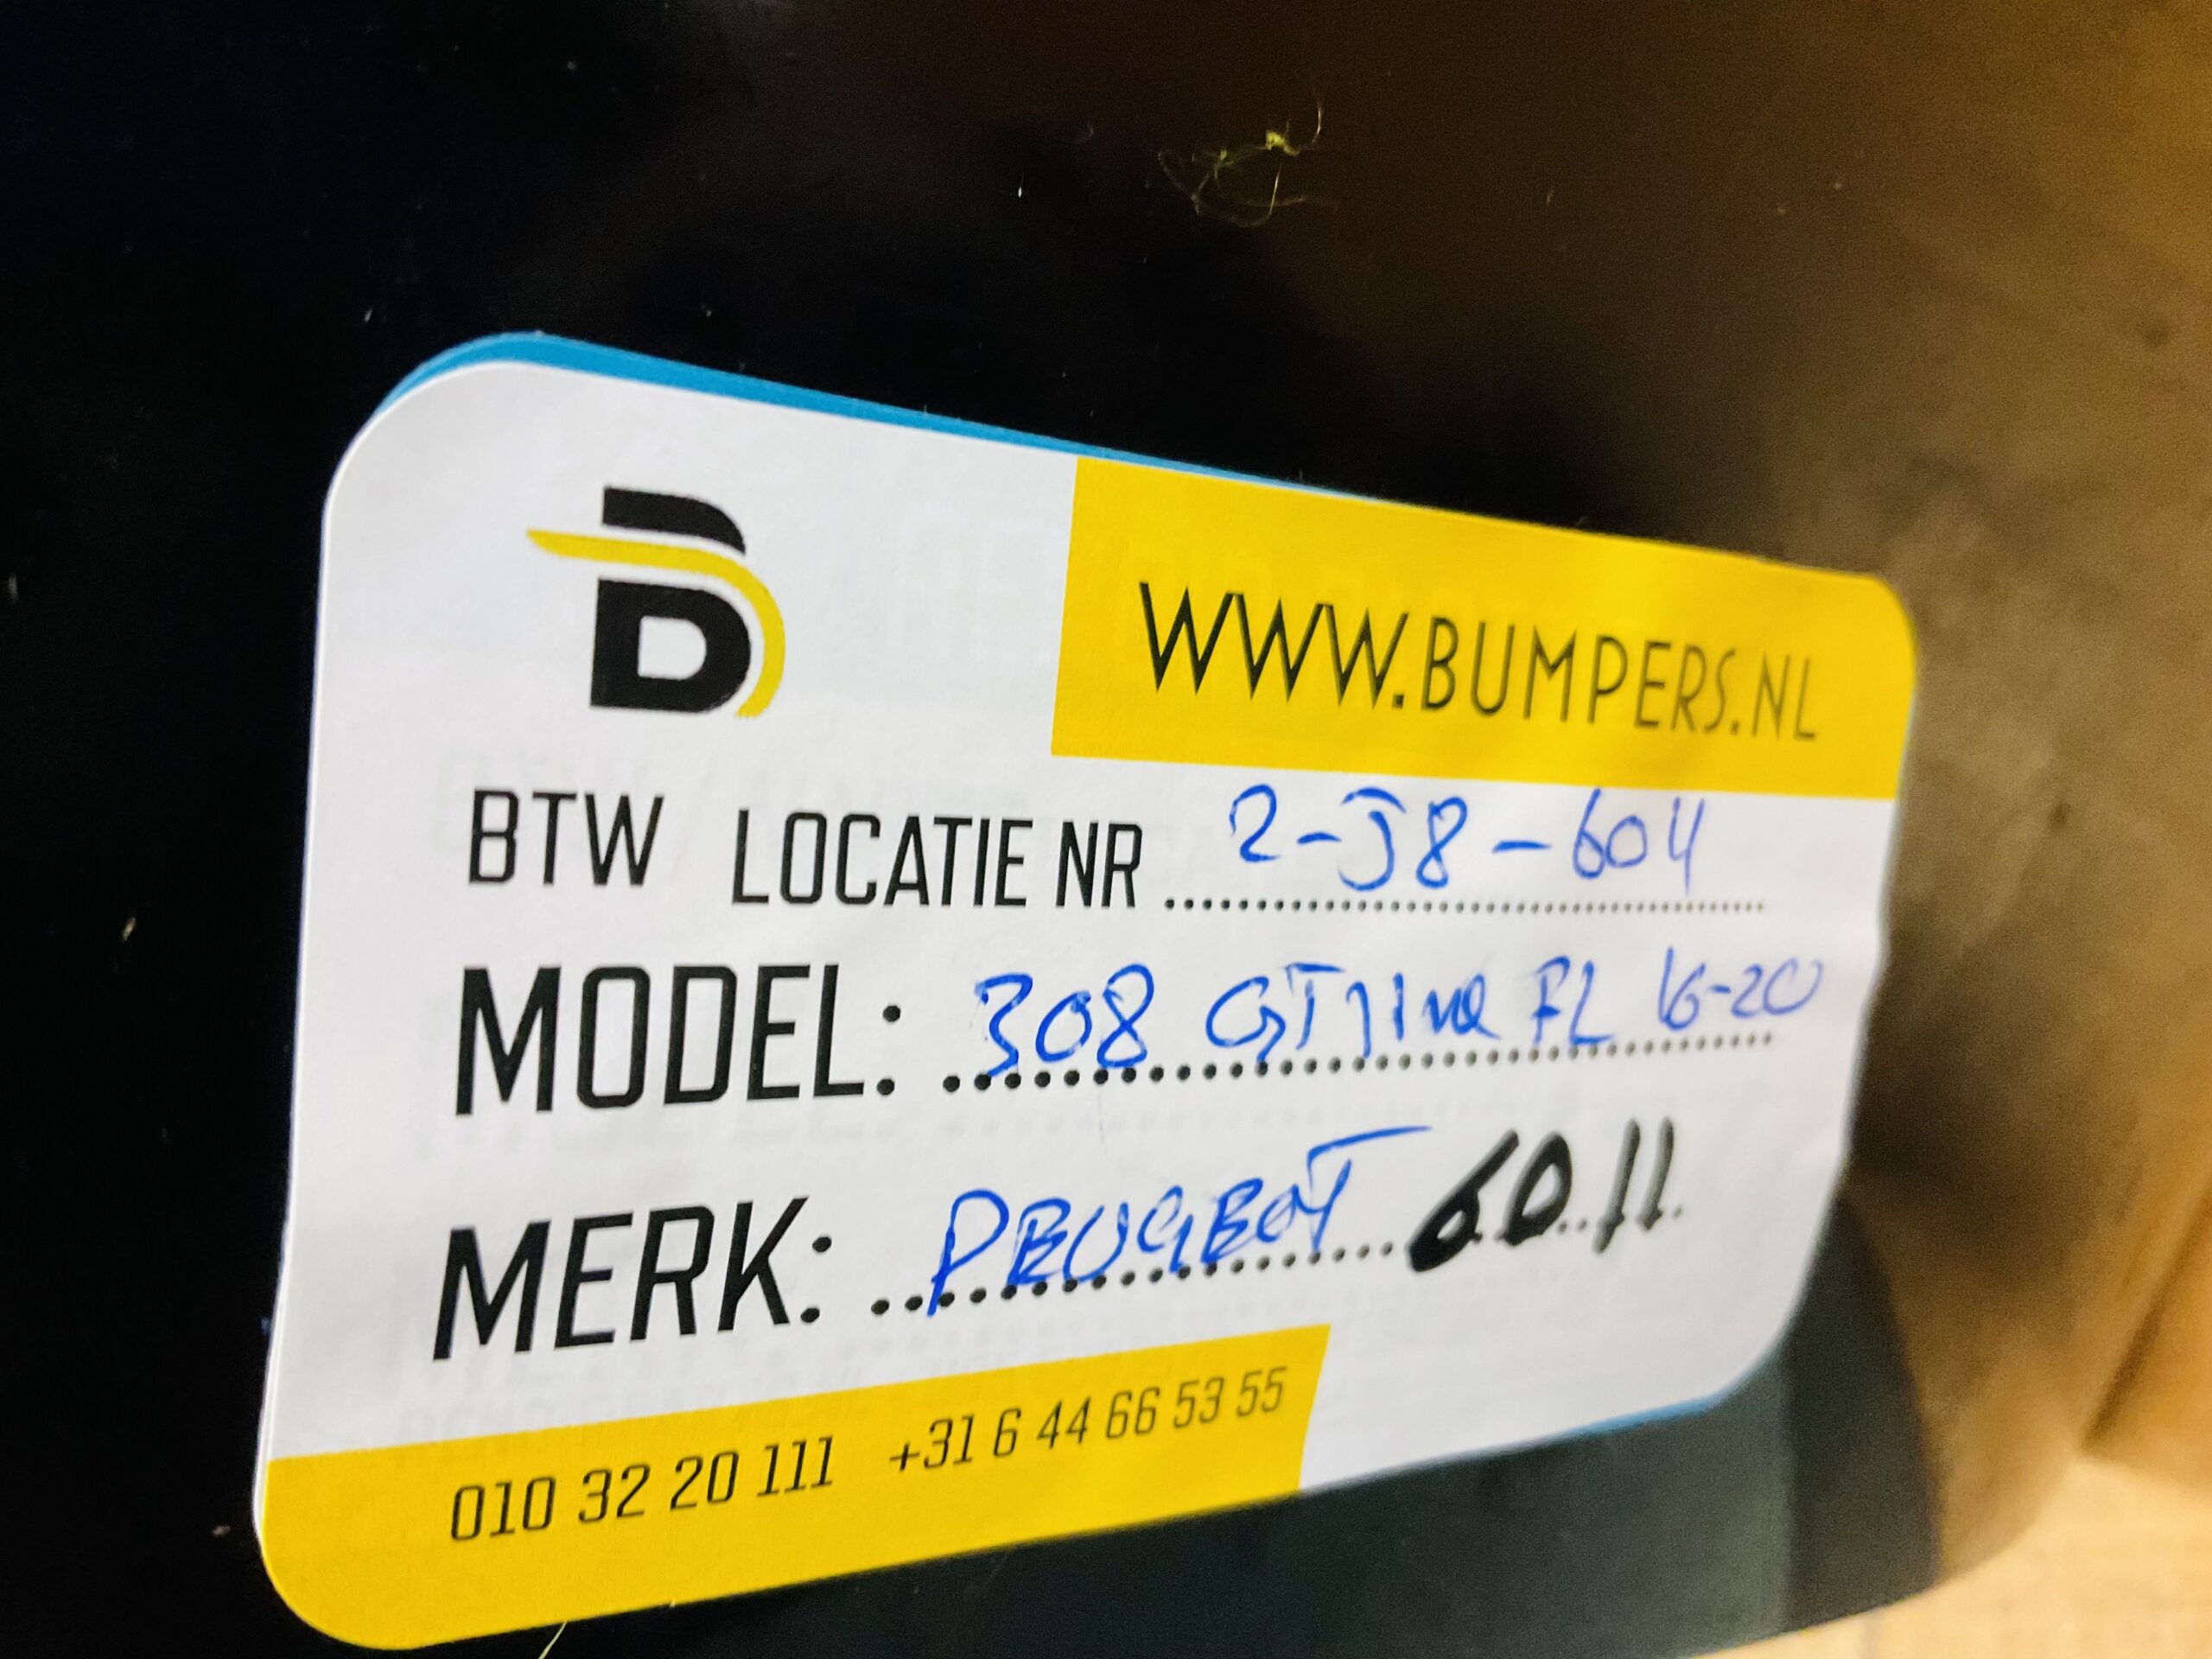 WWW.BUMPERS.NL
BTW LOCATIE NR 2-J8-604
MODEL: 308 GT line FL 16-20
MERK: PEUGEOT 60.11
010 32 20 111 +31 6 44 66 53 55